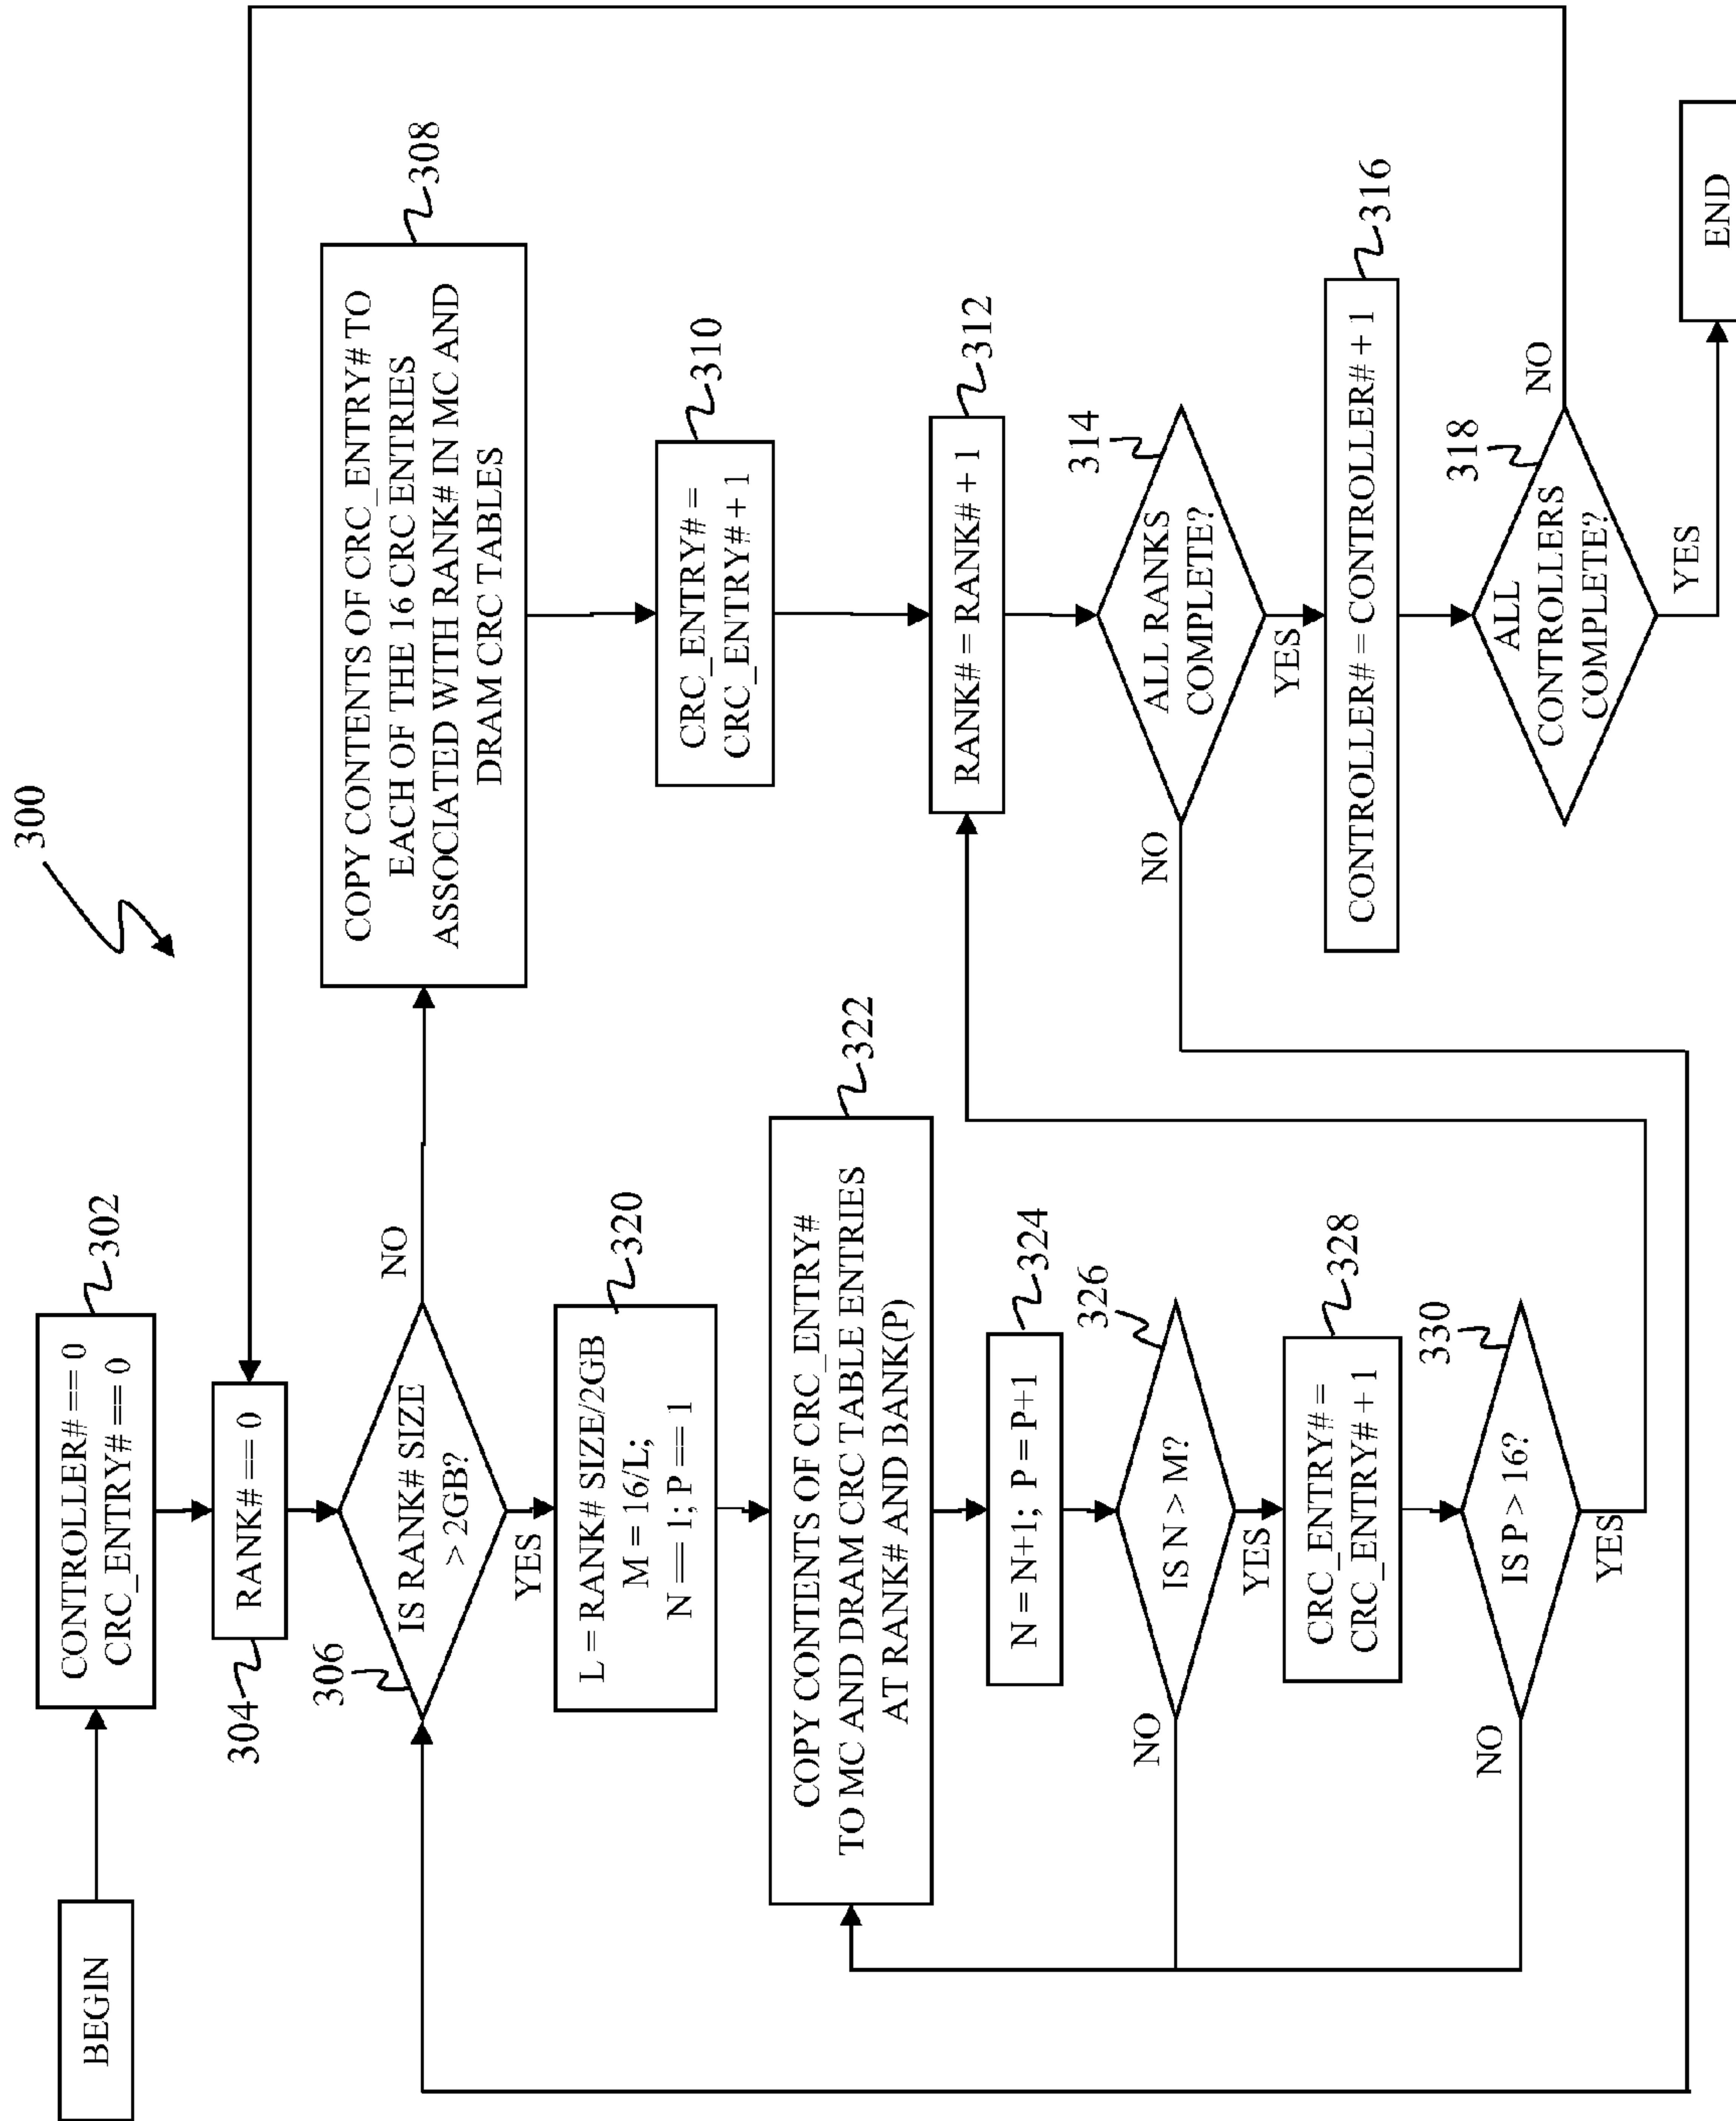 300
BEGIN
CONTROLLER# == 0
CRC_ENTRY# == 0
302
RANK# == 0
304
IS RANK# SIZE
> 2GB?
306
NO
YES
COPY CONTENTS OF CRC_ENTRY# TO
EACH OF THE 16 CRC ENTRIES
ASSOCIATED WITH RANK# IN MC AND
DRAM CRC TABLES
308
CRC_ENTRY# =
CRC_ENTRY# + 1
310
RANK# = RANK# + 1
312
ALL RANKS
COMPLETE?
314
NO
YES
CONTROLLER# = CONTROLLER# + 1
316
ALL
CONTROLLERS
COMPLETE?
318
NO
YES
END
L = RANK# SIZE/2GB
M = 16/L;
N == 1; P == 1
320
COPY CONTENTS OF CRC_ENTRY#
TO MC AND DRAM CRC TABLE ENTRIES
AT RANK# AND BANK(P)
322
N = N+1; P = P+1
324
IS N > M?
326
NO
YES
CRC_ENTRY# =
CRC_ENTRY# + 1
328
IS P > 16?
330
NO
YES